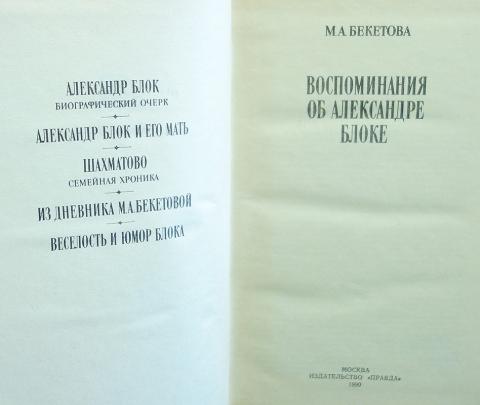 АЛЕКСАНДР БЛОК
БИОГРАФИЧЕСКИЙ ОЧЕРК
АЛЕКСАНДР БЛОК И ЕГО МАТЬ
ШАХМАТОВО
СЕМЕЙНАЯ ХРОНИКА
ИЗ ДНЕВНИКА М.А.БЕКЕТОВОЙ
ВЕСЕЛОСТЬ И ЮМОР БЛОКА
М.А.БЕКЕТОВА
ВОСПОМИНАНИЯ
ОБ АЛЕКСАНДРЕ
БЛОКЕ
МОСКВА
ИЗДАТЕЛЬСТВО «ПРАВДА»
1990